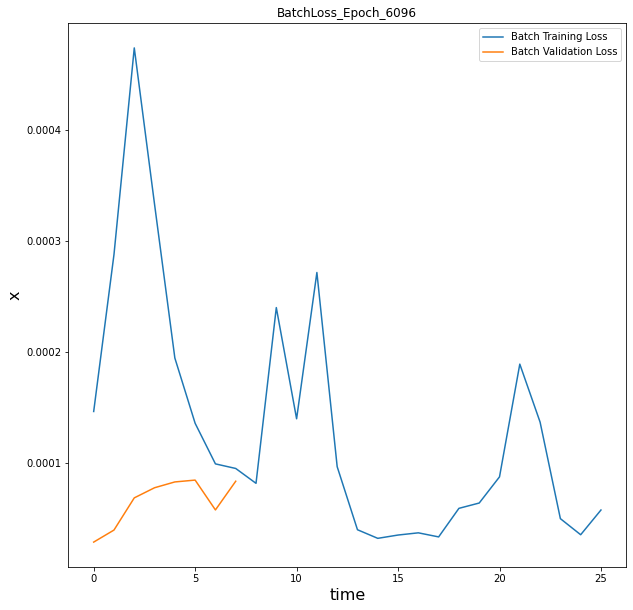 BatchLoss_Epoch_6096
Batch Training Loss
Batch Validation Loss
0.0004
0.0003
x
0.0002
0.0001
0 5 10 15 20 25
time